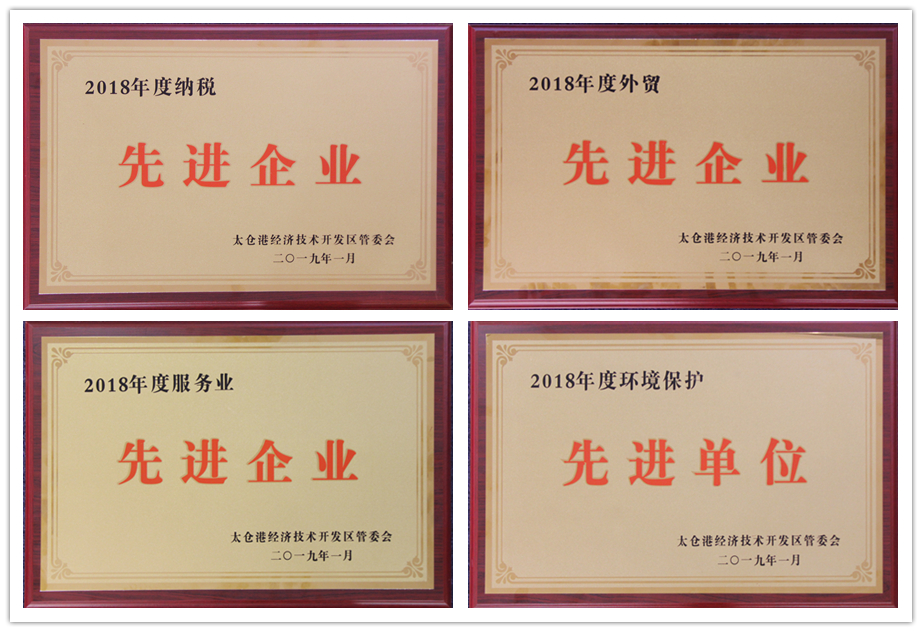 2018年度纳税
先进企业
太仓港经济技术开发区管委会
二〇一九年一月
2018年度外贸
先进企业
太仓港经济技术开发区管委会
二〇一九年一月
2018年度服务业
先进企业
太仓港经济技术开发区管委会
二〇一九年一月
2018年度环境保护
先进单位
太仓港经济技术开发区管委会
二〇一九年一月